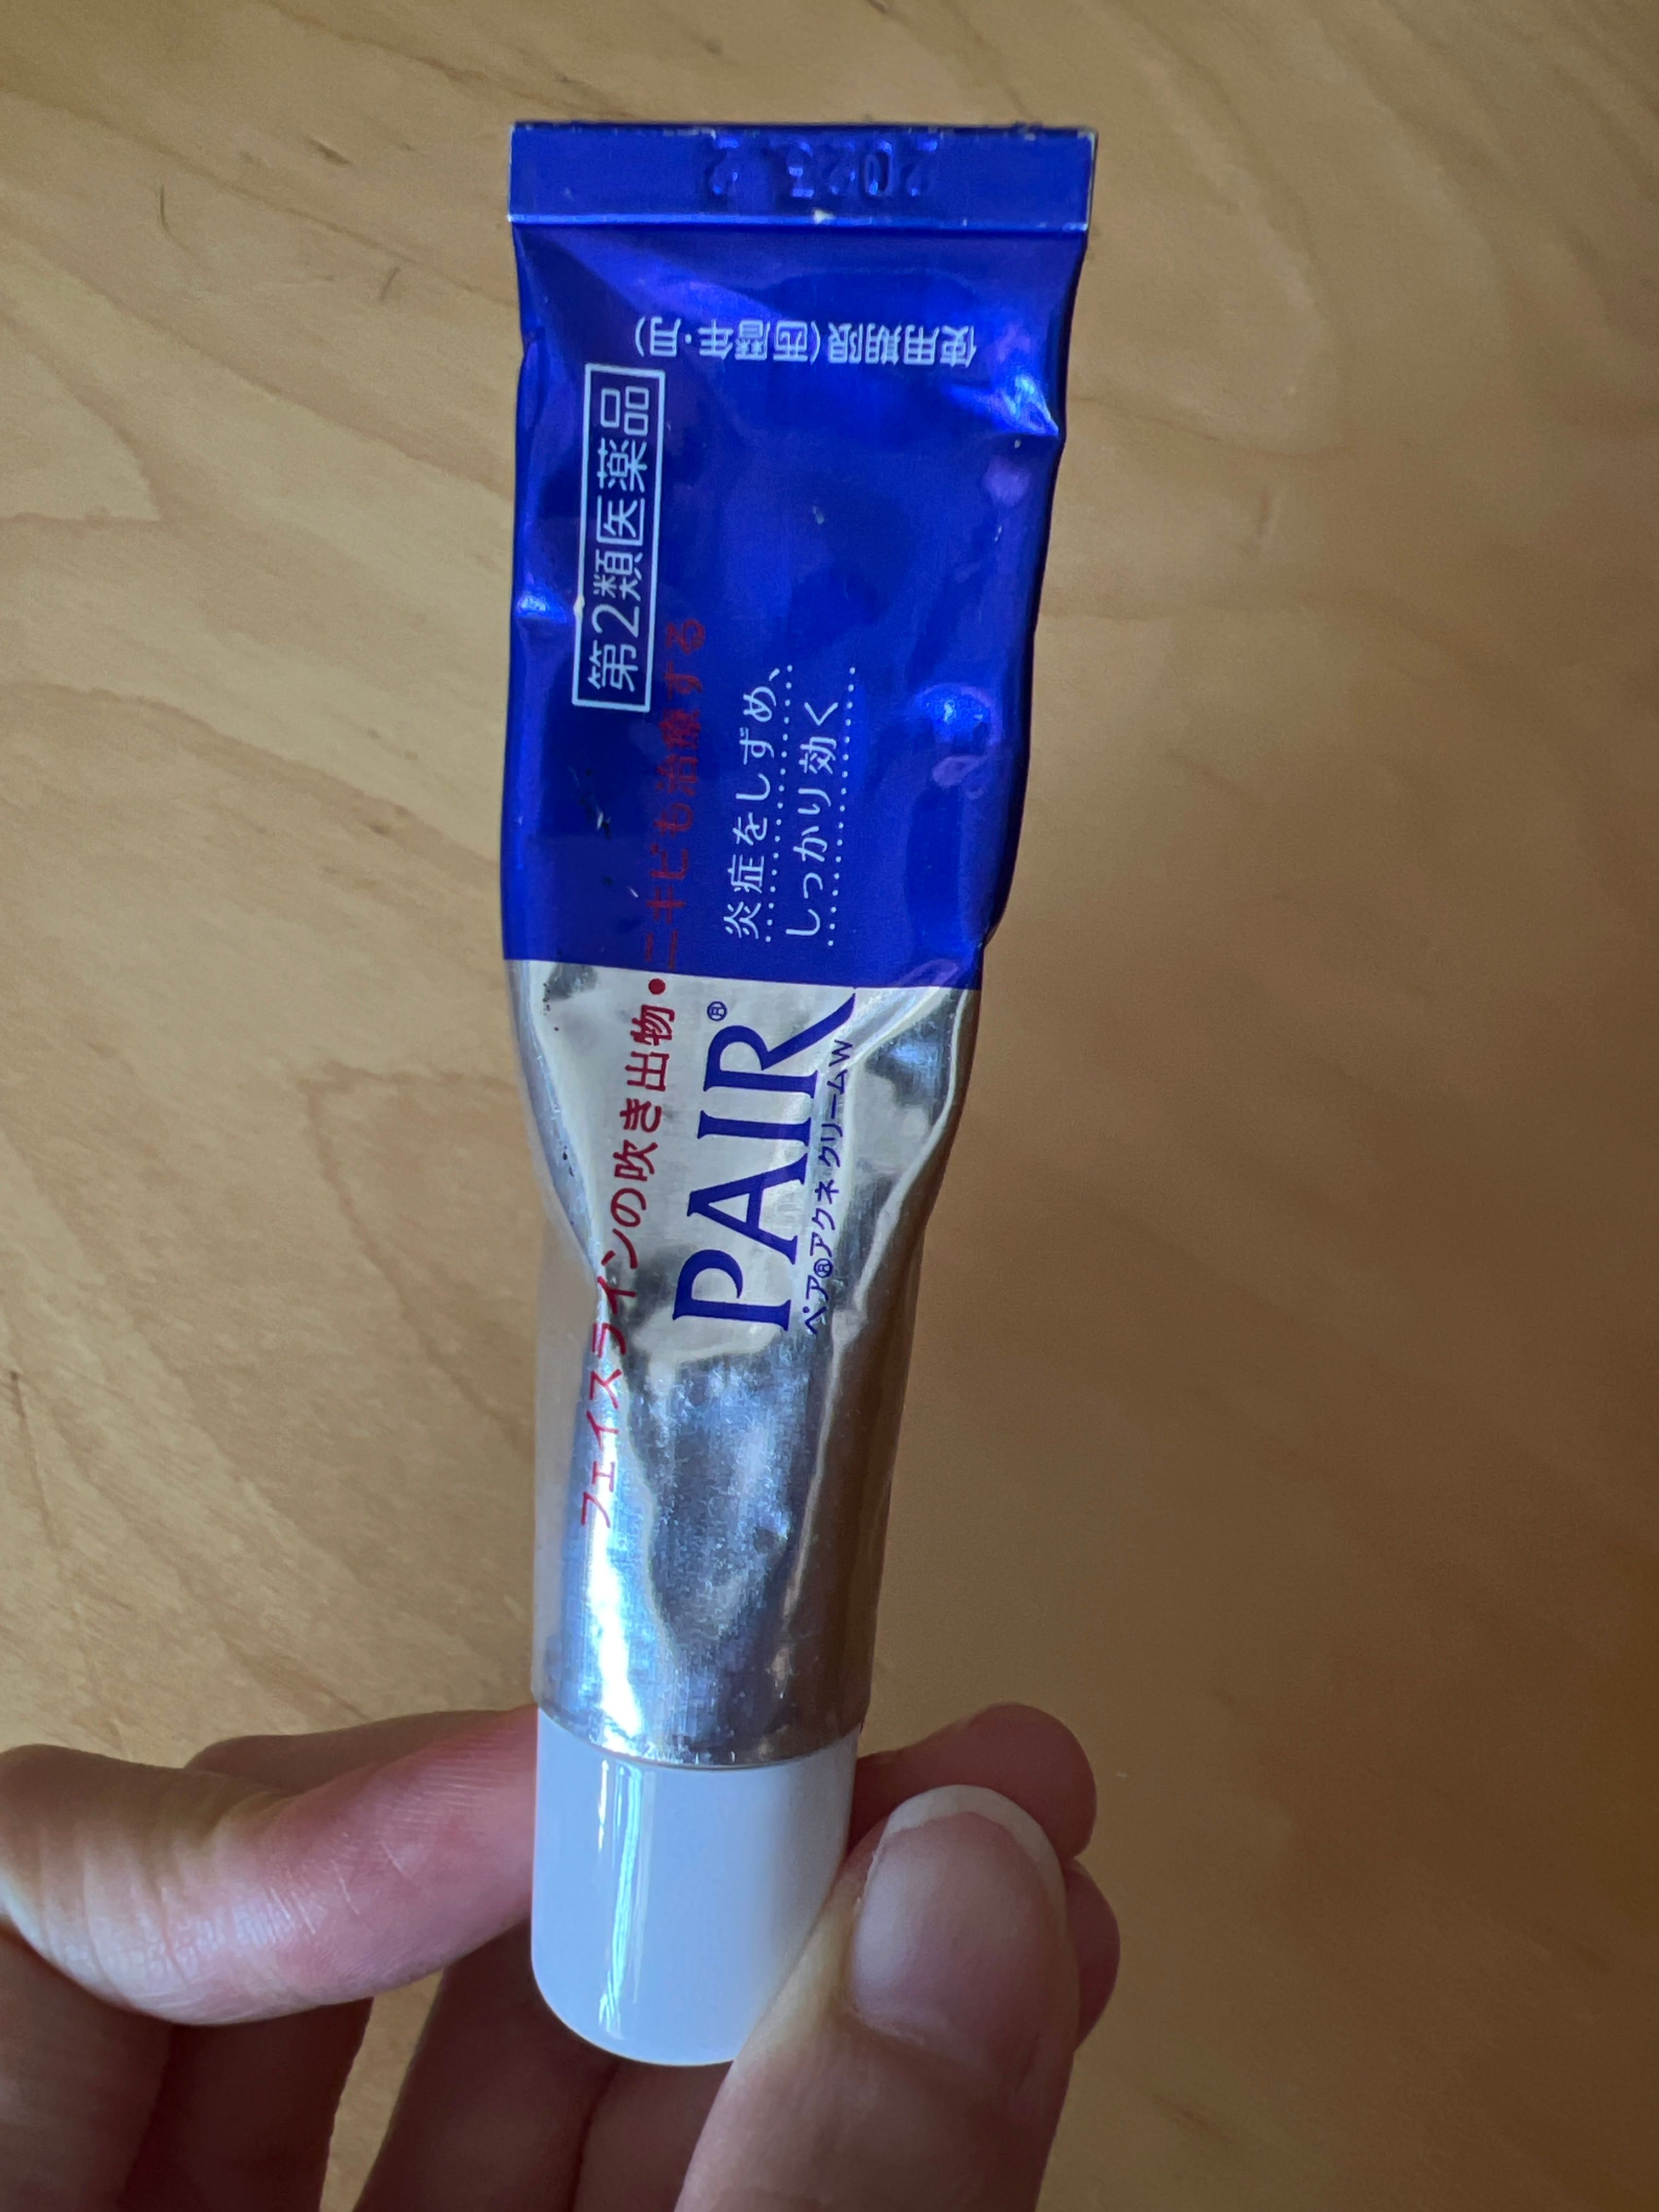 使用期限(西暦年・月)
第2類医薬品
フェイスラインの吹き出物・ニキビも治療する
炎症をしずめ、
しっかり効く
PAIR®
ペア®アクネクリームW